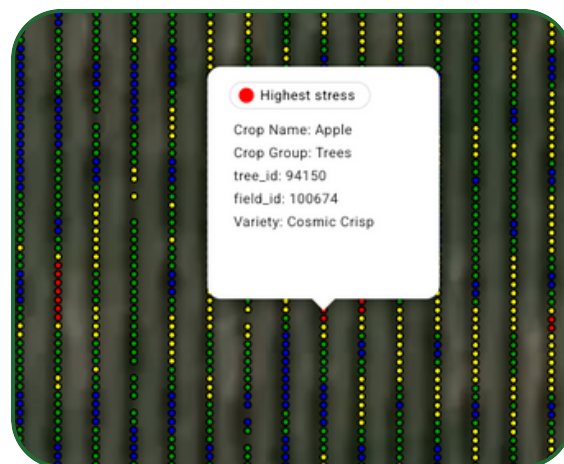 Highest stress
Crop Name: Apple
Crop Group: Trees
tree_id: 94150
field_id: 100674
Variety: Cosmic Crisp